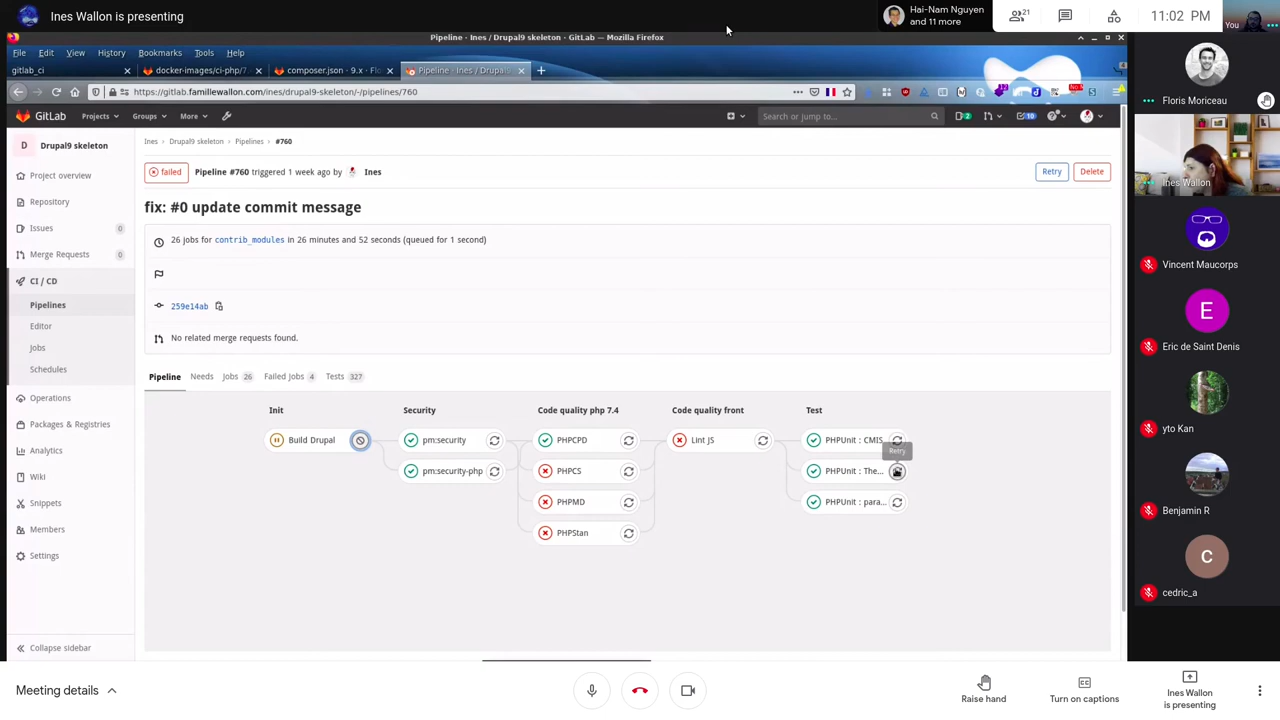 Ines Wallon is presenting
Hai-Nam Nguyen
and 11 more
21
11:02 PM
You
Pipeline - Ines / Drupal9 skeleton - GitLab — Mozilla Firefox
File Edit View History Bookmarks Tools Help
gitlab_ci
docker-images/ci-php/7.
composer.json · 9.x · Flo
Pipeline - Ines / Drupal9
https://gitlab.famillewallon.com/ines/drupal9-skeleton/-/pipelines/760
GitLab Projects Groups More
Search or jump to...
2
10
D Drupal9 skeleton
Ines > Drupal9 skeleton > Pipelines > #760
failed Pipeline #760 triggered 1 week ago by Ines
Retry Delete
fix: #0 update commit message
26 jobs for contrib_modules in 26 minutes and 52 seconds (queued for 1 second)
259e14ab
No related merge requests found.
Project overview
Repository
Issues 0
Merge Requests 0
CI / CD
Pipelines
Editor
Jobs
Schedules
Operations
Packages & Registries
Analytics
Wiki
Snippets
Members
Settings
Collapse sidebar
Pipeline Needs Jobs 26 Failed Jobs 4 Tests 327
Init
Build Drupal
Security
pm:security
pm:security-php
Code quality php 7.4
PHPCPD
PHPCS
PHPMD
PHPStan
Code quality front
Lint JS
Test
PHPUnit : CMIS
Retry
PHPUnit : The...
PHPUnit : para...
Floris Moriceau
Ines Wallon
Vincent Maucorps
E
Eric de Saint Denis
yto Kan
Benjamin R
C
cedric_a
Meeting details
Raise hand
Turn on captions
Ines Wallon
is presenting